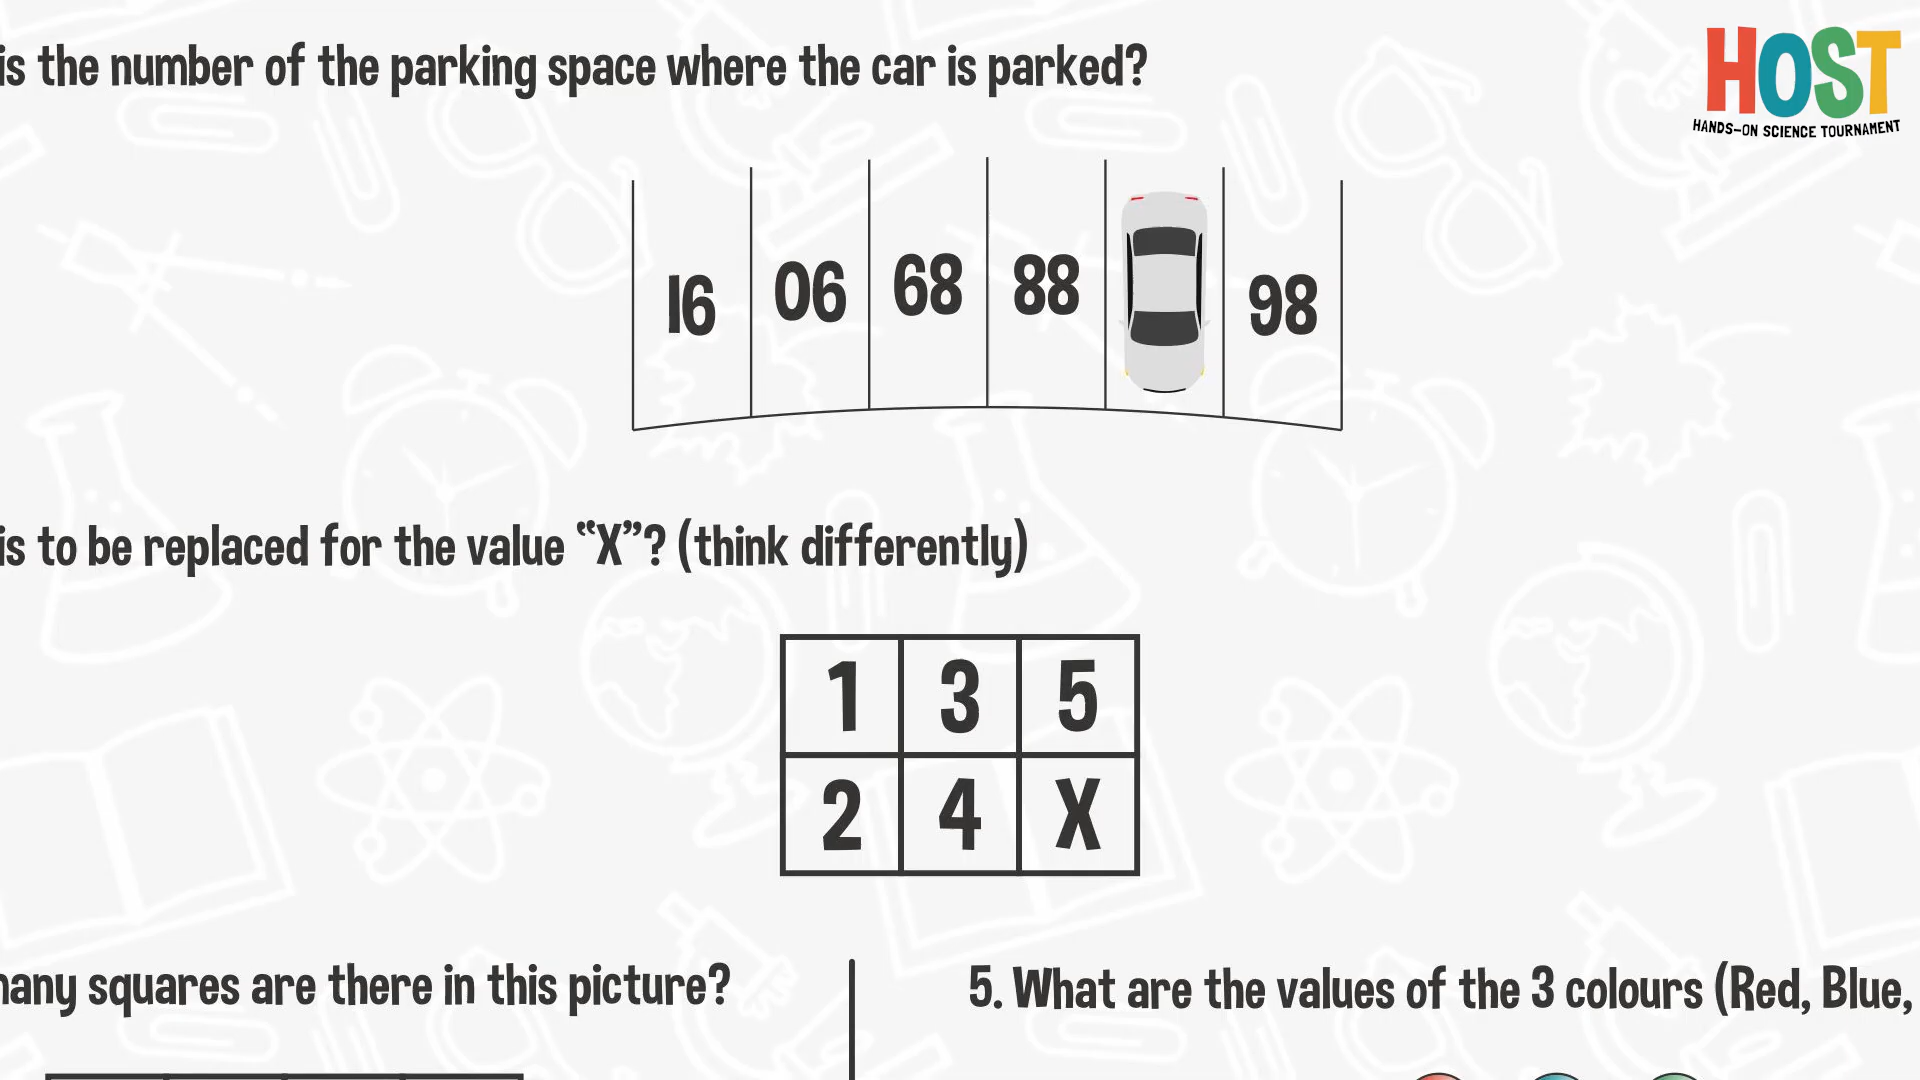 is the number of the parking space where the car is parked?
HOST
HANDS-ON SCIENCE TOURNAMENT
16 06 68 88 98
is to be replaced for the value “X”? (think differently)
1 3 5
2 4 X
many squares are there in this picture?
5. What are the values of the 3 colours (Red, Blue,